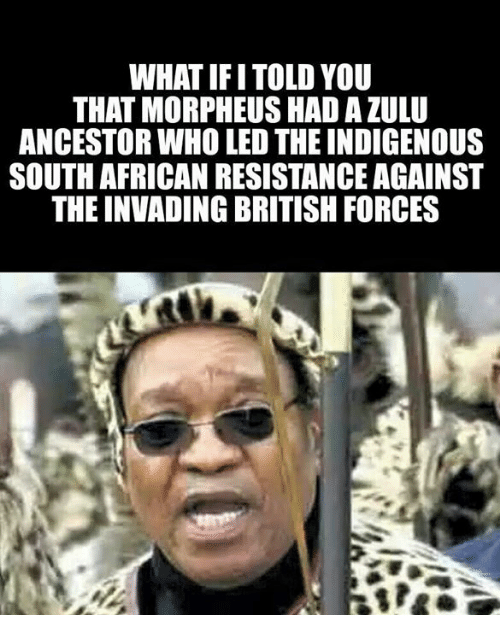 WHAT IF I TOLD YOU
THAT MORPHEUS HAD A ZULU
ANCESTOR WHO LED THE INDIGENOUS
SOUTH AFRICAN RESISTANCE AGAINST
THE INVADING BRITISH FORCES